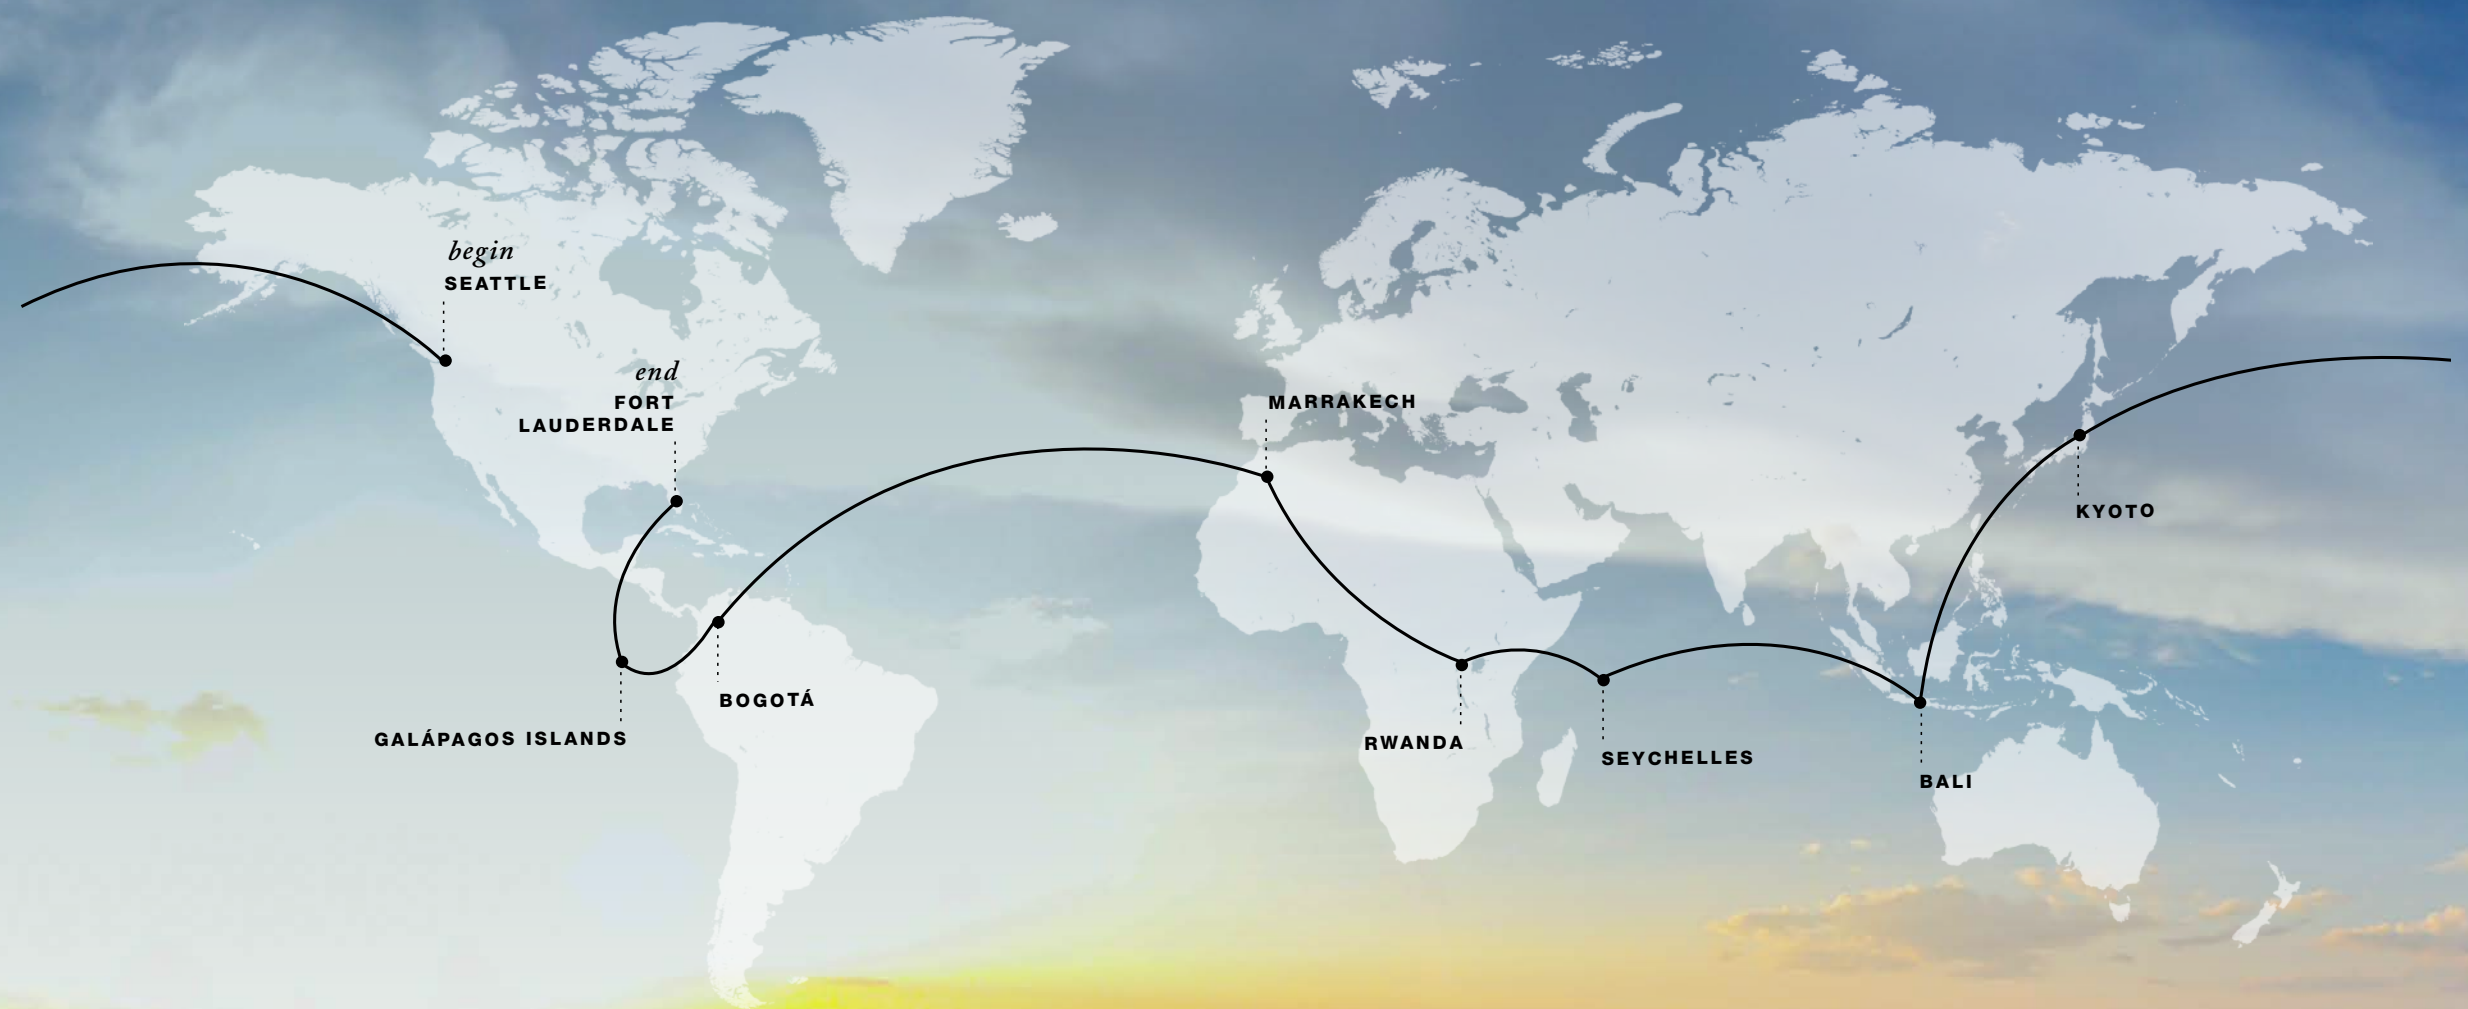 begin
SEATTLE
end
FORT
LAUDERDALE
MARRAKECH
KYOTO
BOGOTÁ
GALÁPAGOS ISLANDS
RWANDA
SEYCHELLES
BALI